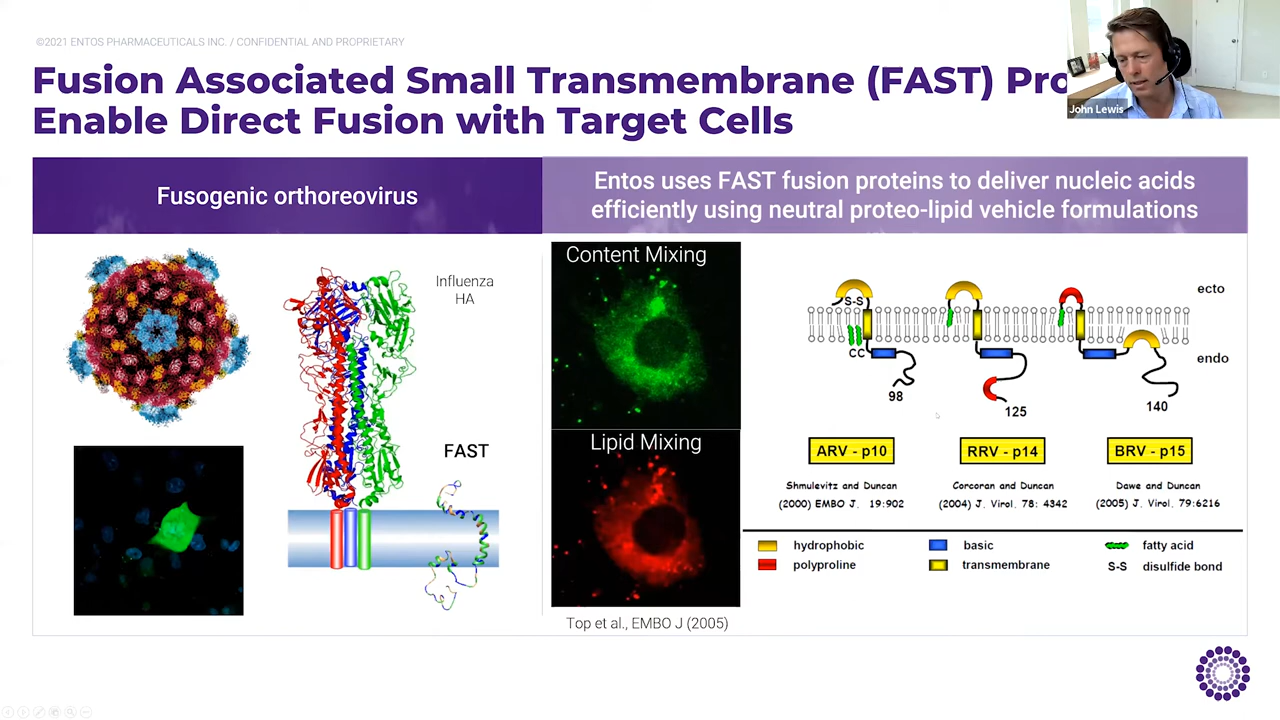 ©2021 ENTOS PHARMACEUTICALS INC. / CONFIDENTIAL AND PROPRIETARY
Fusion Associated Small Transmembrane (FAST) Pro
Enable Direct Fusion with Target Cells
John Lewis
Fusogenic orthoreovirus
Entos uses FAST fusion proteins to deliver nucleic acids
efficiently using neutral proteo-lipid vehicle formulations
Influenza
HA
FAST
Content Mixing
Lipid Mixing
Top et al., EMBO J (2005)
ecto
endo
S-S
CC
98
125
140
ARV - p10
RRV - p14
BRV - p15
Shmulevitz and Duncan
(2000) EMBO J. 19:902
Corcoran and Duncan
(2004) J. Virol. 78: 4342
Dawe and Duncan
(2005) J. Virol. 79:6216
hydrophobic
basic
fatty acid
polyproline
transmembrane
S-S disulfide bond